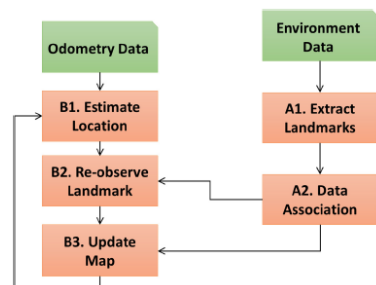 Odometry Data
Environment
Data
B1. Estimate
Location
A1. Extract
Landmarks
B2. Re-observe
Landmark
A2. Data
Association
B3. Update
Map